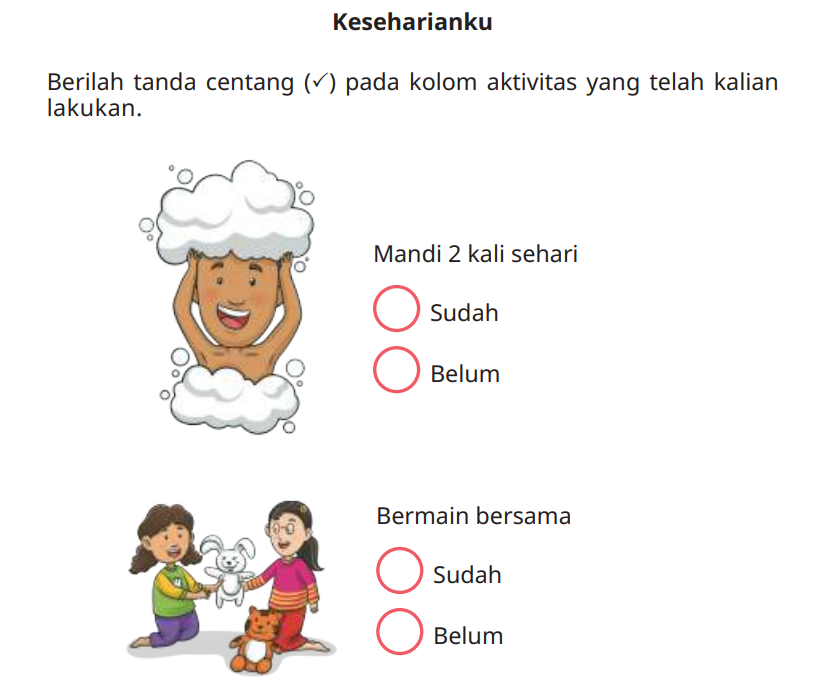 Keseharianku
Berilah tanda centang (✓) pada kolom aktivitas yang telah kalian
lakukan.
Mandi 2 kali sehari
Sudah
Belum
Bermain bersama
Sudah
Belum